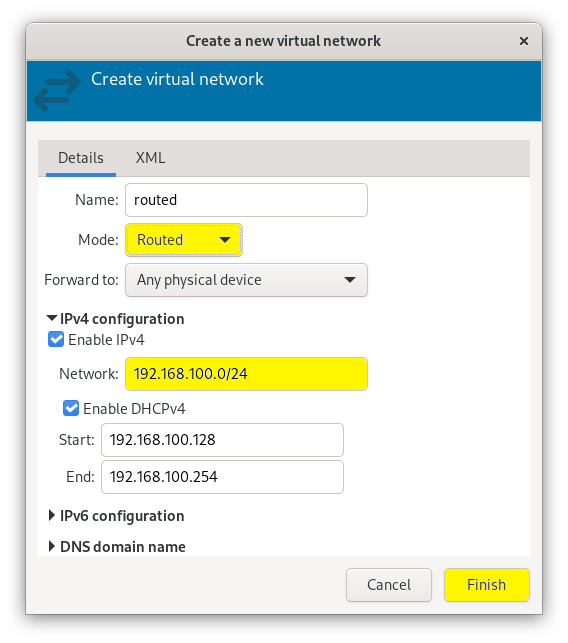 Create a new virtual network ×
Create virtual network
Details XML
Name: routed
Mode: Routed
Forward to: Any physical device
IPv4 configuration
Enable IPv4
Network: 192.168.100.0/24
Enable DHCPv4
Start: 192.168.100.128
End: 192.168.100.254
IPv6 configuration
DNS domain name
Cancel Finish